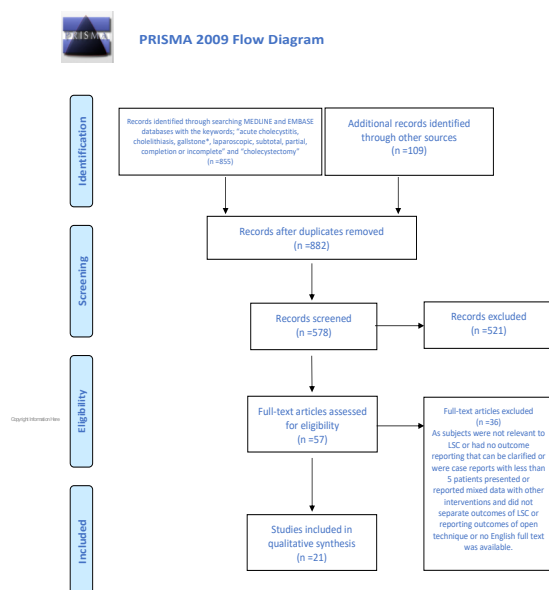 PRISMA
PRISMA 2009 Flow Diagram
Identification
Records identified through searching MEDLINE and EMBASE
databases with the keywords; "acute cholecystitis,
cholelithiasis, gallstone*, laparoscopic, subtotal, partial,
completion or incomplete" and "cholecystectomy"
(n =855)
Additional records identified
through other sources
(n =109)
Records after duplicates removed
(n =882)
Screening
Records screened
(n =578)
Records excluded
(n =521)
Eligibility
Full-text articles assessed
for eligibility
(n =57)
Full-text articles excluded
(n =36)
As subjects were not relevant to
LSC or had no outcome
reporting that can be clarified or
were case reports with less than
5 patients presented or
reported mixed data with other
interventions and did not
separate outcomes of LSC or
reporting outcomes of open
technique or no English full text
was available.
Copyright Information Here
Included
Studies included in
qualitative synthesis
(n =21)